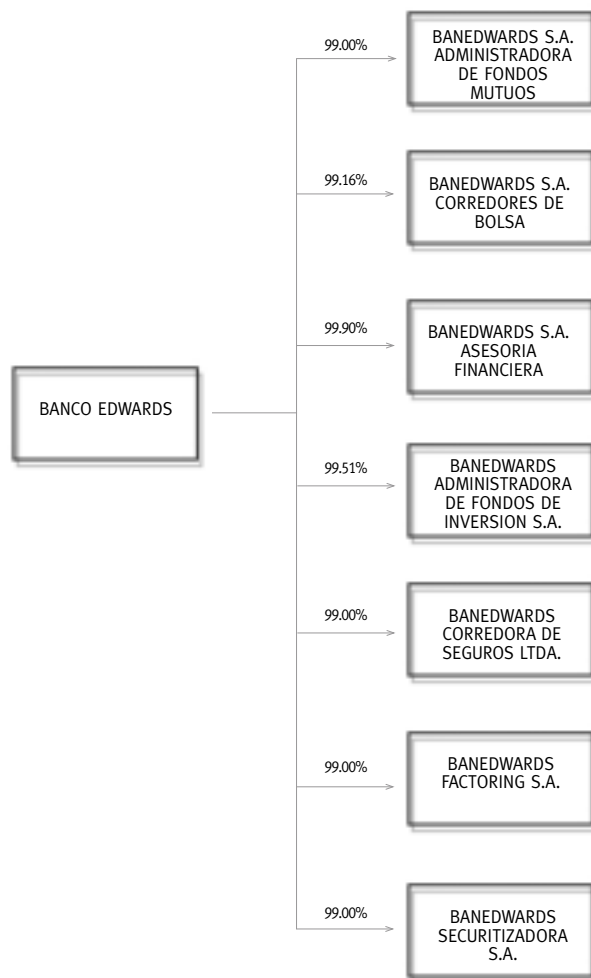 99.00%
BANEDWARDS S.A.
ADMINISTRADORA
DE FONDOS
MUTUOS
99.16%
BANEDWARDS S.A.
CORREDORES DE
BOLSA
99.90%
BANEDWARDS S.A.
ASESORIA
FINANCIERA
BANCO EDWARDS
99.51%
BANEDWARDS
ADMINISTRADORA
DE FONDOS DE
INVERSION S.A.
99.00%
BANEDWARDS
CORREDORA DE
SEGUROS LTDA.
99.00%
BANEDWARDS
FACTORING S.A.
99.00%
BANEDWARDS
SECURITIZADORA
S.A.